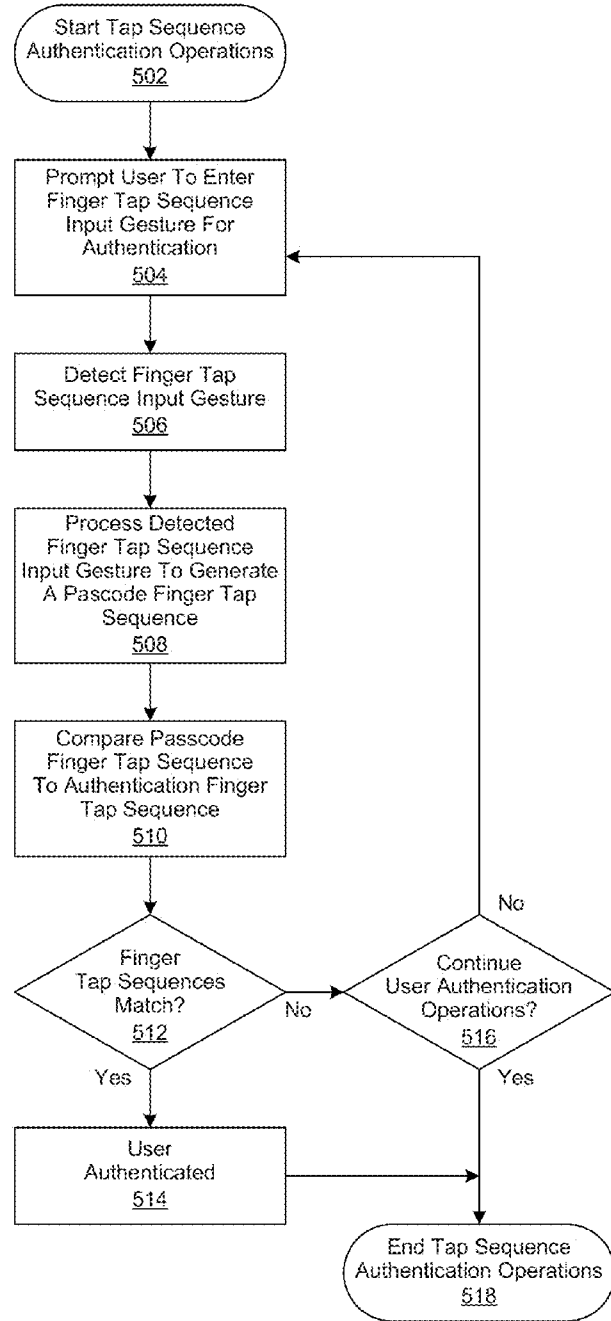 Start Tap Sequence
Authentication Operations
502
Prompt User To Enter
Finger Tap Sequence
Input Gesture For
Authentication
504
Detect Finger Tap
Sequence Input Gesture
506
Process Detected
Finger Tap Sequence
Input Gesture To Generate
A Pascode Finger Tap
Sequence
508
Compare Passcode
Finger Tap Sequence
To Authentication Finger
Tap Sequence
510
Finger
Tap Sequences
Match?
512
No
Yes
Continue
User Authentication
Operations?
516
No
Yes
User
Authenticated
514
End Tap Sequence
Authentication Operations
518